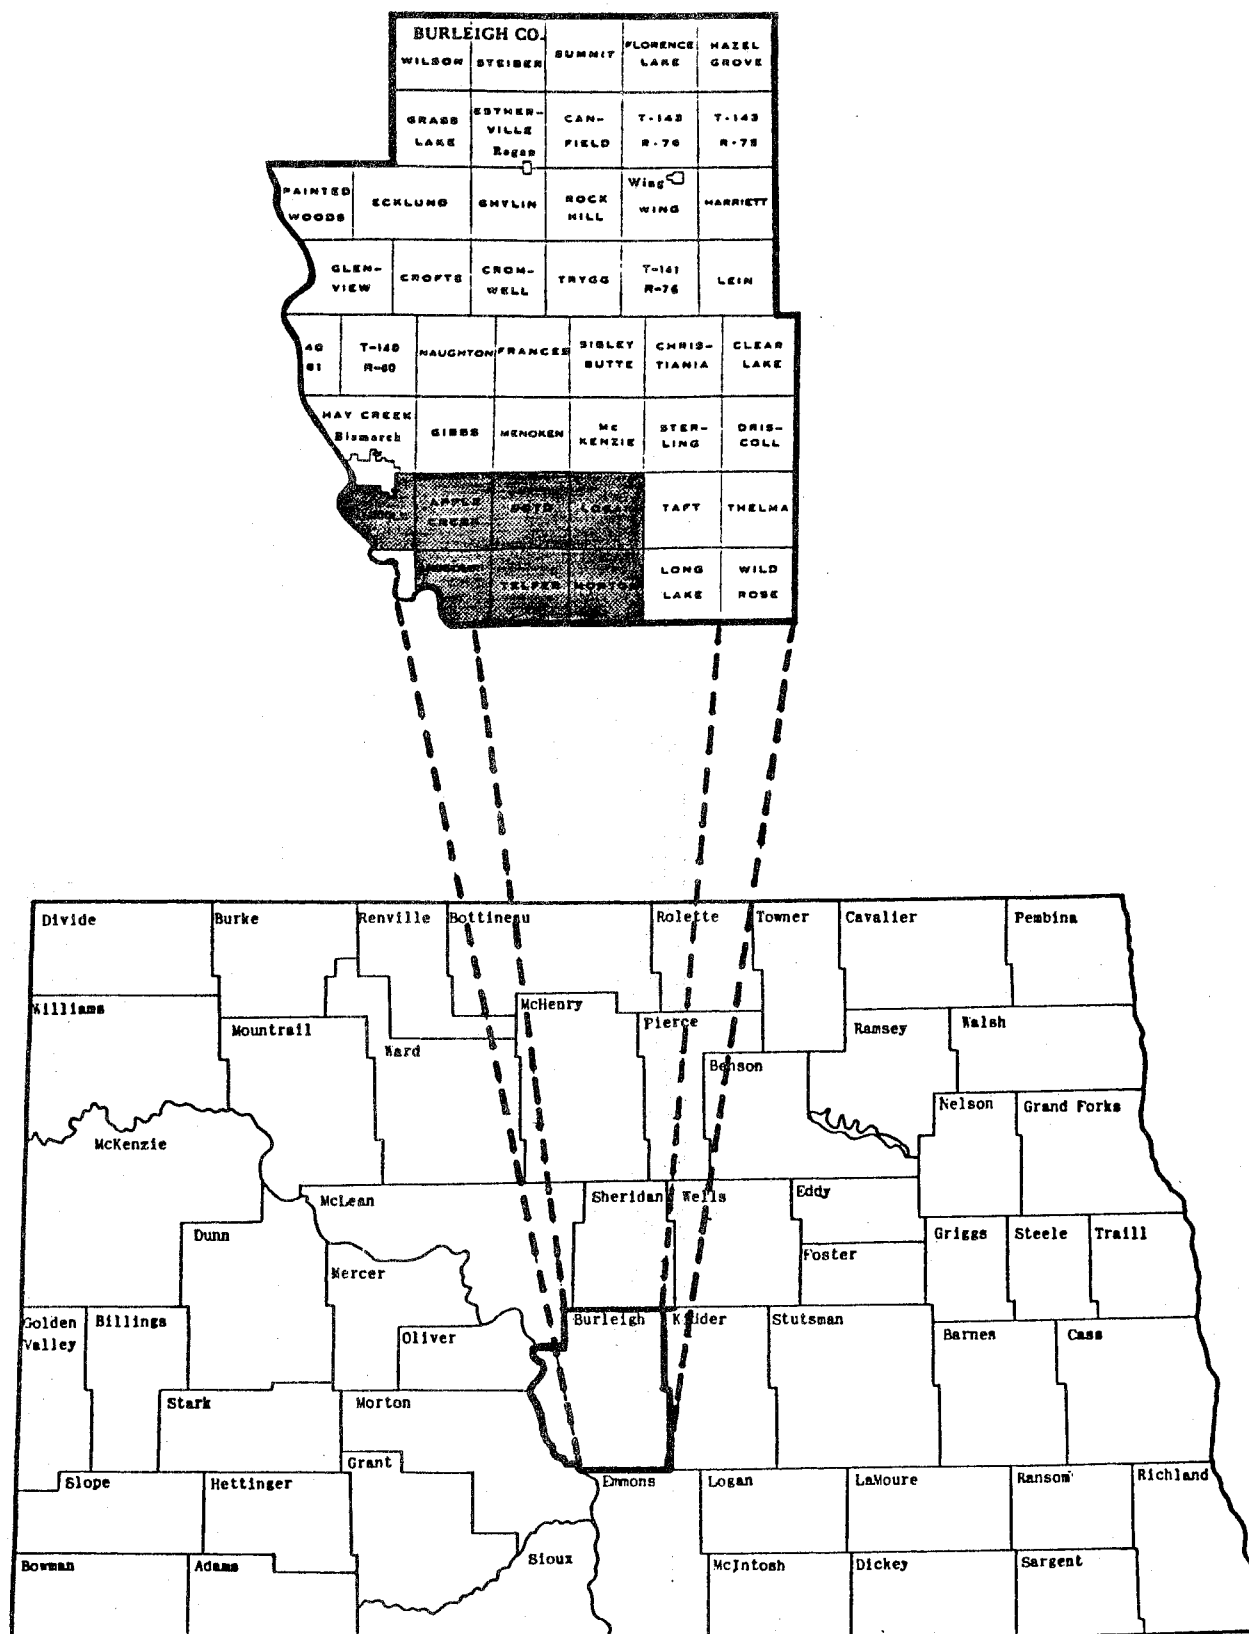 BURLEIGH CO.
WILSON STEIBER SUMMIT FLORENCE LAKE HAZEL GROVE
GRASS LAKE ESTHER-VILLE CAN-FIELD T-143 R-76 T-143 R-75
Regan
Wing
PAINTED WOODS ECKLUND GHYLIN ROCK HILL WING HARRIETT
GLEN-VIEW CROFTS CROM-WELL TRYGG T-141 R-76 LEIN
40 81 T-140 R-80 NAUGHTON FRANCES SIBLEY BUTTE CHRIS-TIANIA CLEAR LAKE
HAY CREEK GIBBS MENOKEN MC KENZIE STER-LING DRIS-COLL
Bismarck
APPLE CREEK BOYD LOGAN TAFT THELMA
TELFER MORTON LONG LAKE WILD ROSE
Divide Burke Renville Bottineau Rolette Towner Cavalier Pembina
Williams Mountrail Ward McHenry Pierce Benson Ramsey Walsh
Nelson Grand Forks
McKenzie
McLean Sheridan Wells Eddy
Dunn Mercer Foster Griggs Steele Traill
Golden Valley Billings Oliver Burleigh Kidder Stutsman Barnes Cass
Stark Morton
Grant
Slope Hettinger Emmons Logan LaMoure Ransom Richland
Bowman Adams Sioux McIntosh Dickey Sargent